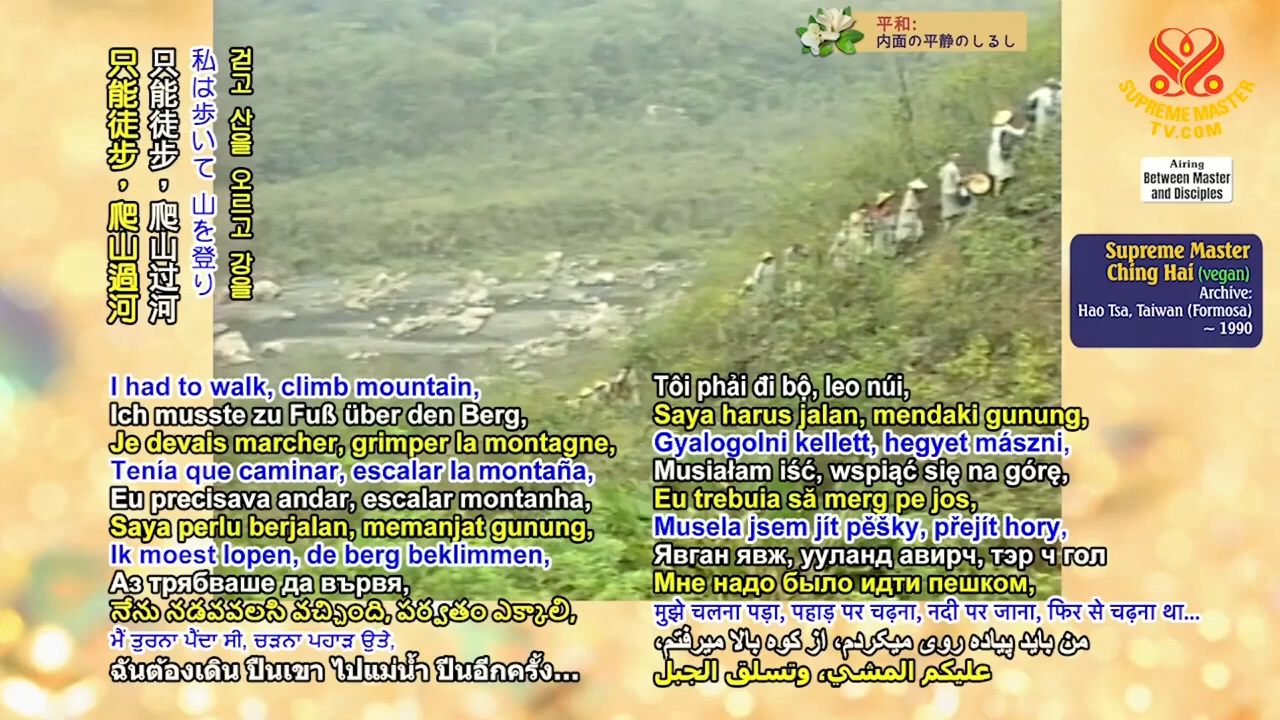 平和:
内面の平静のしるし
SUPREME MASTER
TV.COM
Airing
Between Master
and Disciples
Supreme Master
Ching Hai (vegan)
Archive:
Hao Tsa, Taiwan (Formosa)
~ 1990
只能徒步，爬山過河
只能徒步，爬山过河
私は歩いて 山を登り
걷고 산을 오르고 강을
I had to walk, climb mountain,
Ich musste zu Fuß über den Berg,
Je devais marcher, grimper la montagne,
Tenía que caminar, escalar la montaña,
Eu precisava andar, escalar montanha,
Saya perlu berjalan, memanjat gunung,
Ik moest lopen, de berg beklimmen,
Аз трябваше да вървя,
నేను నడవవలసి వచ్చింది, పర్వతం ఎక్కాలి,
ਮੈਂ ਤੁਰਨਾ ਪੈਂਦਾ ਸੀ, ਚੜਨਾ ਪਹਾੜ ਉਤੇ,
ฉันต้องเดิน ปีนเขา ไปแม่น้ำ ปีนอีกครั้ง...
Tôi phải đi bộ, leo núi,
Saya harus jalan, mendaki gunung,
Gyalogolni kellett, hegyet mászni,
Musiałam iść, wspiąć się na górę,
Eu trebuia să merg pe jos,
Musela jsem jít pěšky, přejít hory,
Явган явж, ууланд авирч, тэр ч гол
Мне надо было идти пешком,
मुझे चलना पड़ा, पहाड़ पर चढ़ना, नदी पर जाना, फिर से चढ़ना था...
من باید پیاده روی میکردم، از کوه بالا میرفتم،
عليكم المشي، وتسلق الجبل